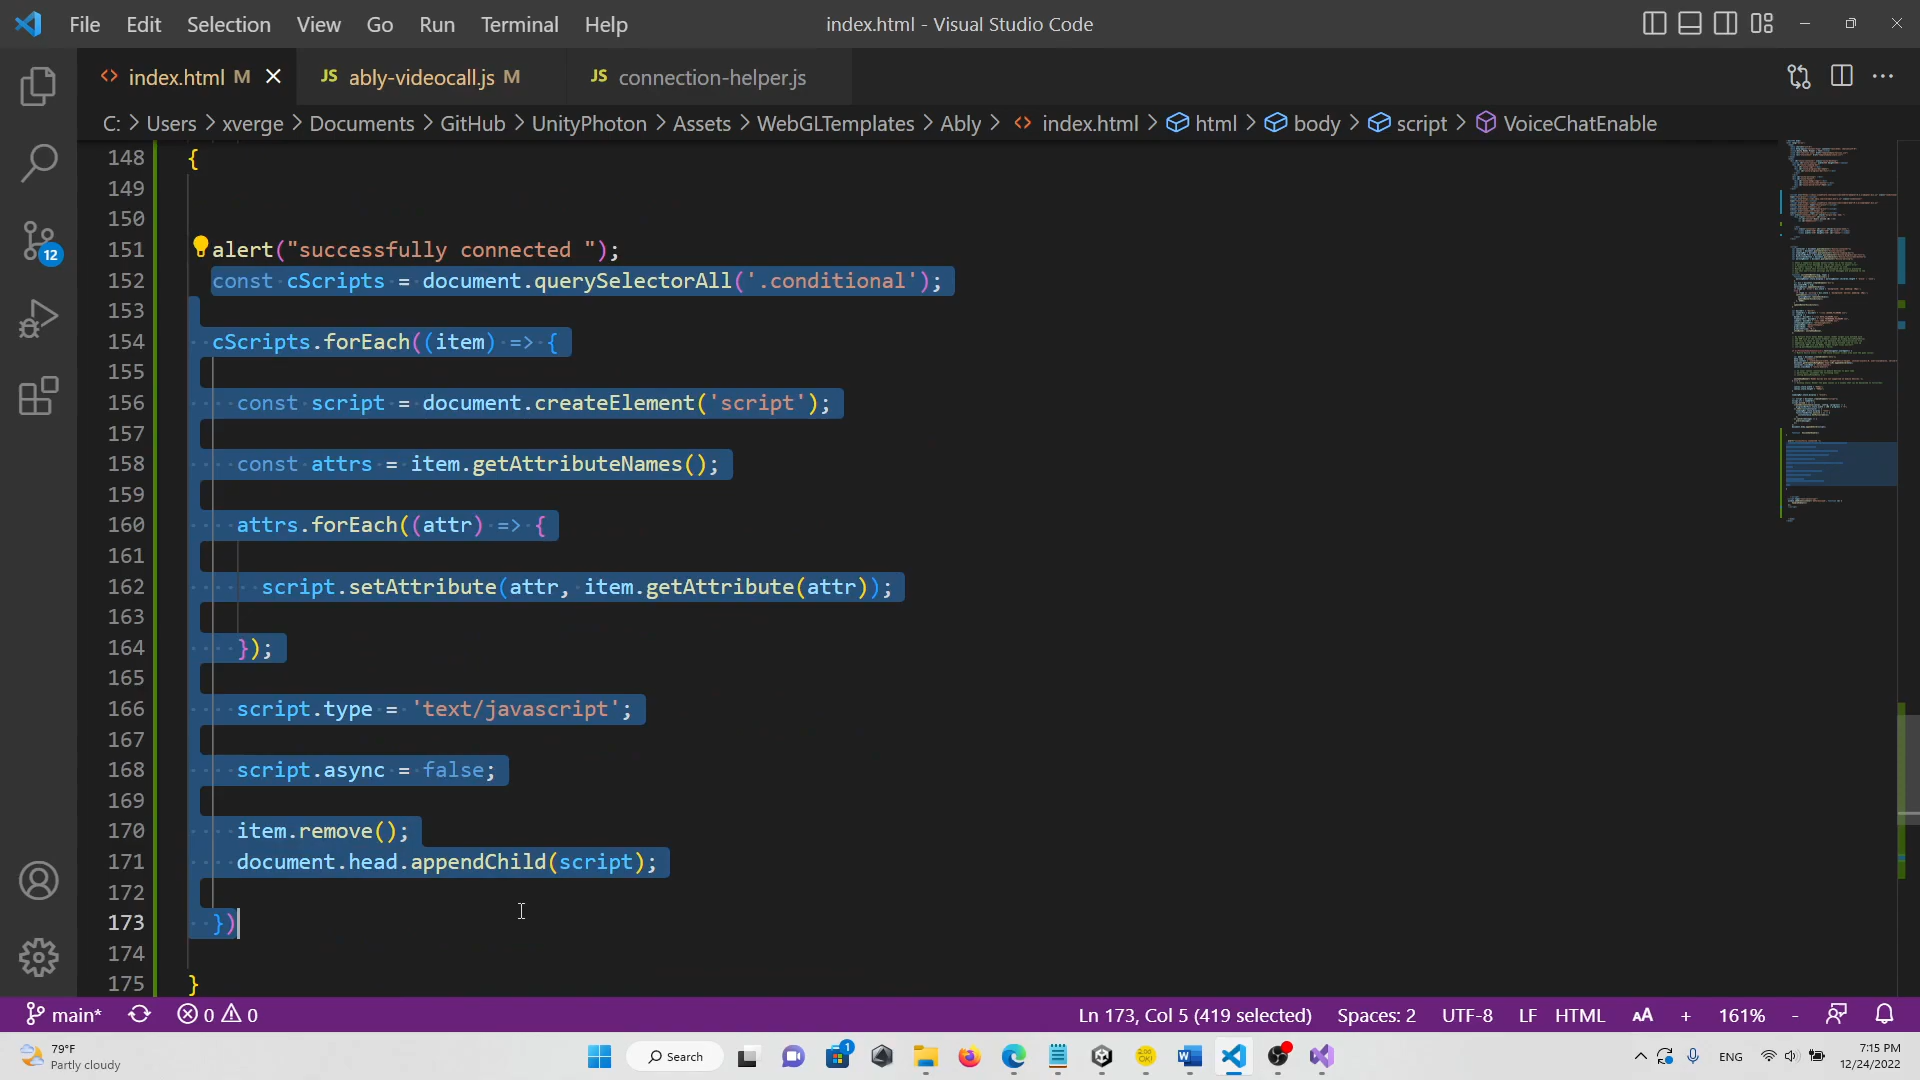 File Edit Selection View Go Run Terminal Help index.html - Visual Studio Code
index.html M JS ably-videocall.js M JS connection-helper.js
C: > Users > xverge > Documents > GitHub > UnityPhoton > Assets > WebGLTemplates > Ably > index.html > html > body > script > VoiceChatEnable
148 {
149
150
151 alert("successfully connected ");
152 const cScripts = document.querySelectorAll('.conditional');
153
154 cScripts.forEach((item) => {
155
156 const script = document.createElement('script');
157
158 const attrs = item.getAttributeNames();
159
160 attrs.forEach((attr) => {
161
162 script.setAttribute(attr, item.getAttribute(attr));
163
164 });
165
166 script.type = 'text/javascript';
167
168 script.async = false;
169
170 item.remove();
171 document.head.appendChild(script);
172
173 })
174
175 }
12
main* 0 0 Ln 173, Col 5 (419 selected) Spaces: 2 UTF-8 LF HTML AA + 161% -
79°F
Partly cloudy
Search
1
ENG
7:15 PM
12/24/2022